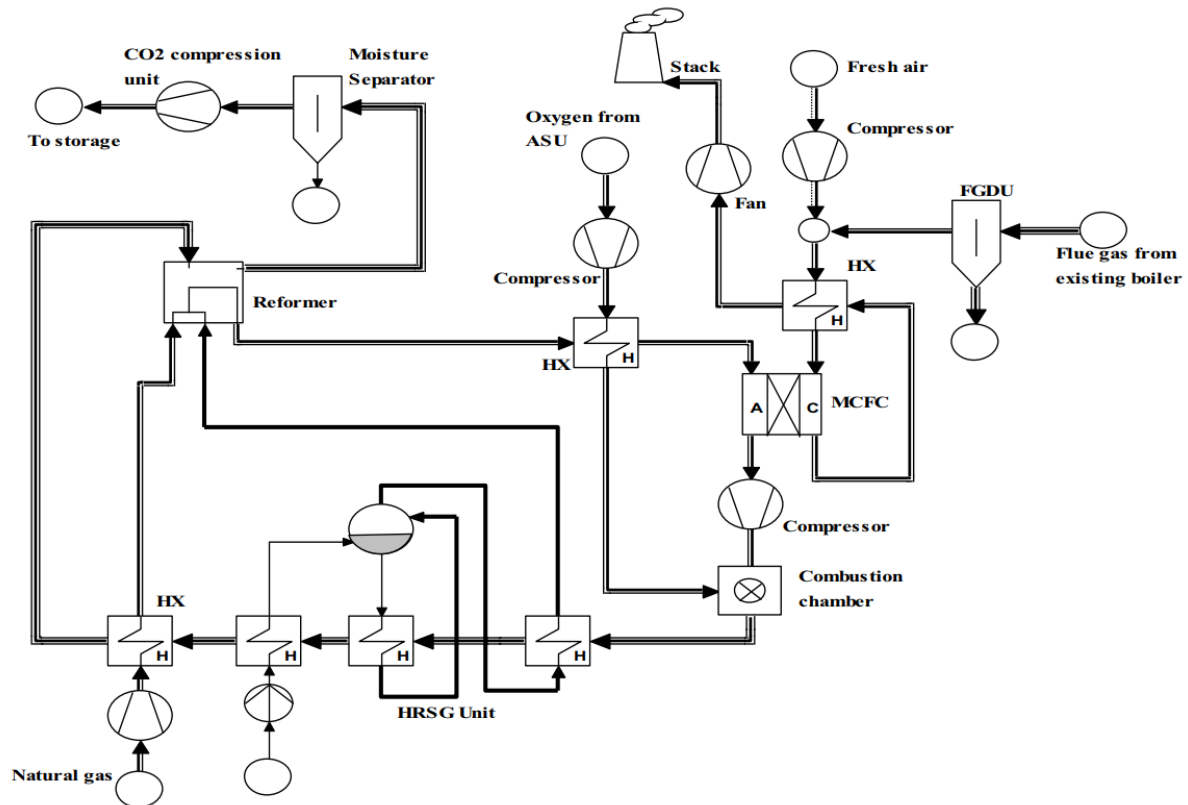 CO2 compression
unit
Moisture
Separator
Stack
Fresh air
To storage
Oxygen from
ASU
Compressor
Fan
FGDU
Flue gas from
existing boiler
Compressor
HX
H
Reformer
HX
H
A
C
MCFC
Compressor
Combustion
chamber
HX
H
H
H
H
HRSG Unit
Natural gas